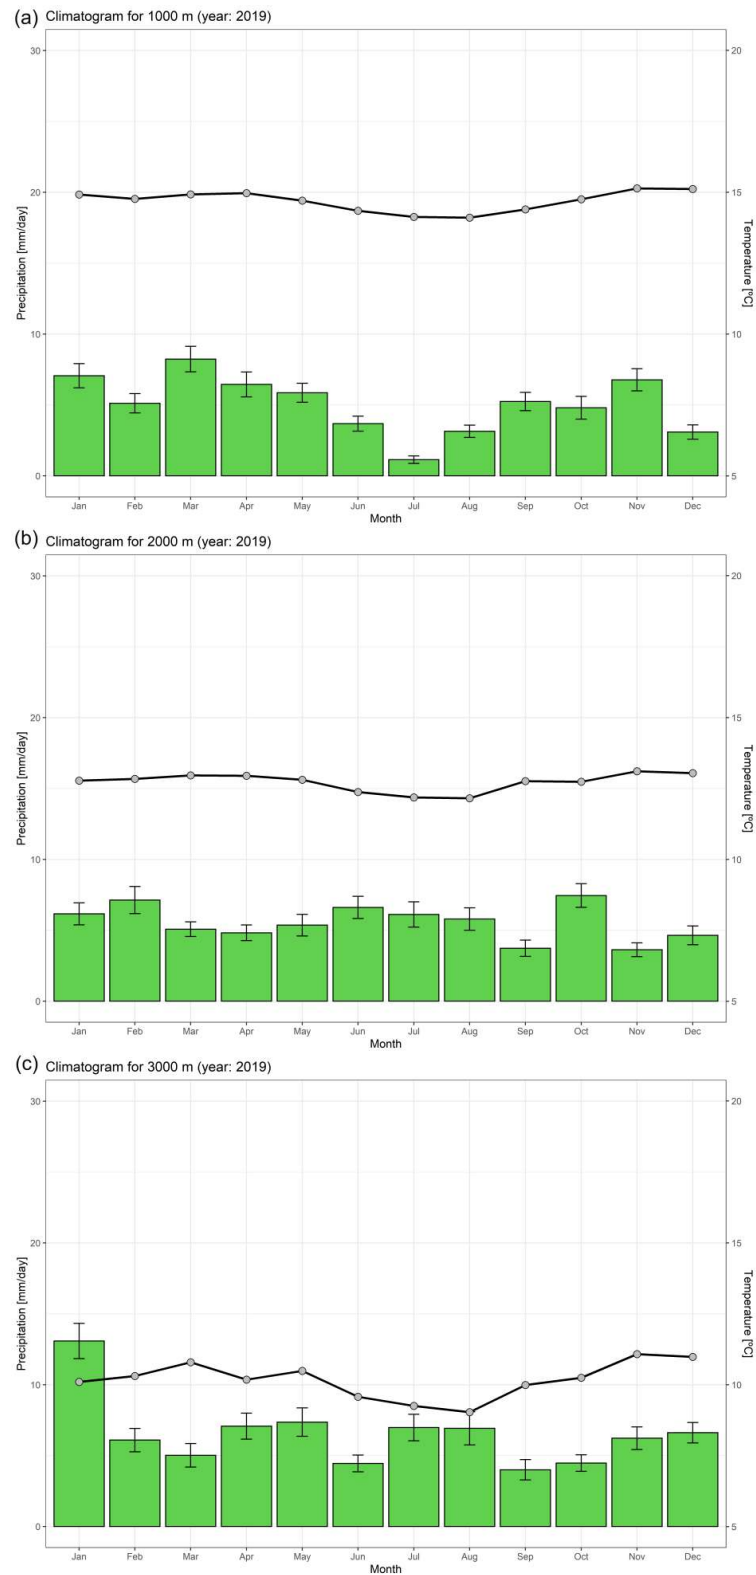 (a) Climatogram for 1000 m (year: 2019)
30
20
10
0
Precipitation [mm/day]
20
15
10
5
Temperature [ºC]
Jan Feb Mar Apr May Jun Jul Aug Sep Oct Nov Dec
Month
(b) Climatogram for 2000 m (year: 2019)
30
20
10
0
Precipitation [mm/day]
20
15
10
5
Temperature [ºC]
Jan Feb Mar Apr May Jun Jul Aug Sep Oct Nov Dec
Month
(c) Climatogram for 3000 m (year: 2019)
30
20
10
0
Precipitation [mm/day]
20
15
10
5
Temperature [ºC]
Jan Feb Mar Apr May Jun Jul Aug Sep Oct Nov Dec
Month